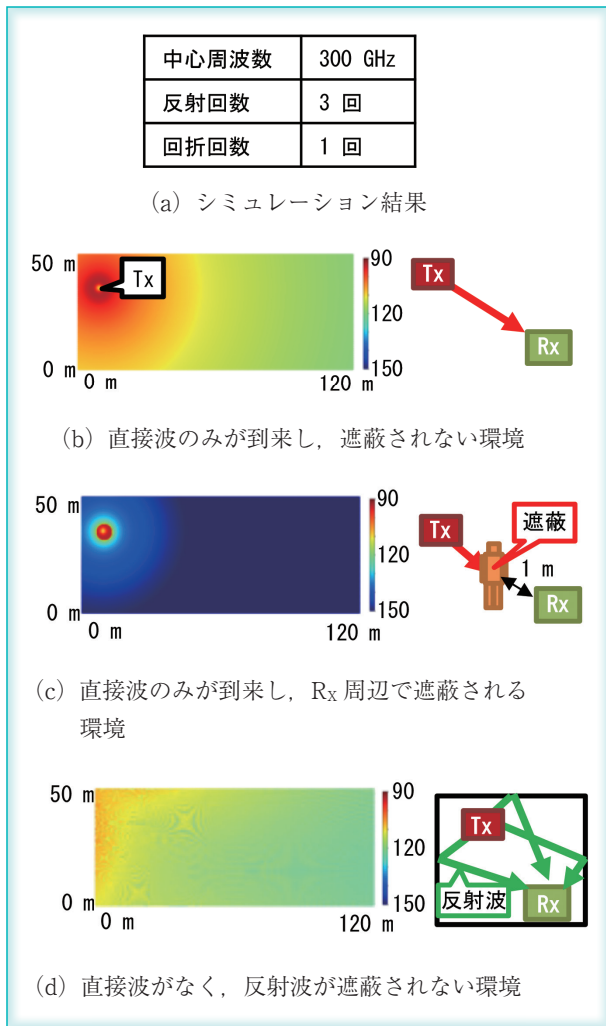 中心周波数 300 GHz
反射回数 3 回
回折回数 1 回
(a) シミュレーション結果
50 m
Tx
90
120
150
0 m
0 m
120 m
Tx
Rx
(b) 直接波のみが到来し，遮蔽されない環境
50 m
90
120
150
0 m
0 m
120 m
Tx
遮蔽
1 m
Rx
(c) 直接波のみが到来し，RX 周辺で遮蔽される
環境
50 m
90
120
150
0 m
0 m
120 m
Tx
反射波
Rx
(d) 直接波がなく，反射波が遮蔽されない環境